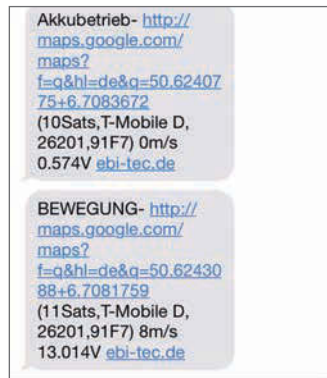 Akkubetrieb- http://
maps.google.com/
maps?
f=q&hl=de&q=50.62407
75+6.7083672
(10Sats,T-Mobile D,
26201,91F7) 0m/s
0.574V ebi-tec.de
BEWEGUNG- http://
maps.google.com/
maps?
f=q&hl=de&q=50.62430
88+6.7081759
(11Sats,T-Mobile D,
26201,91F7) 8m/s
13.014V ebi-tec.de